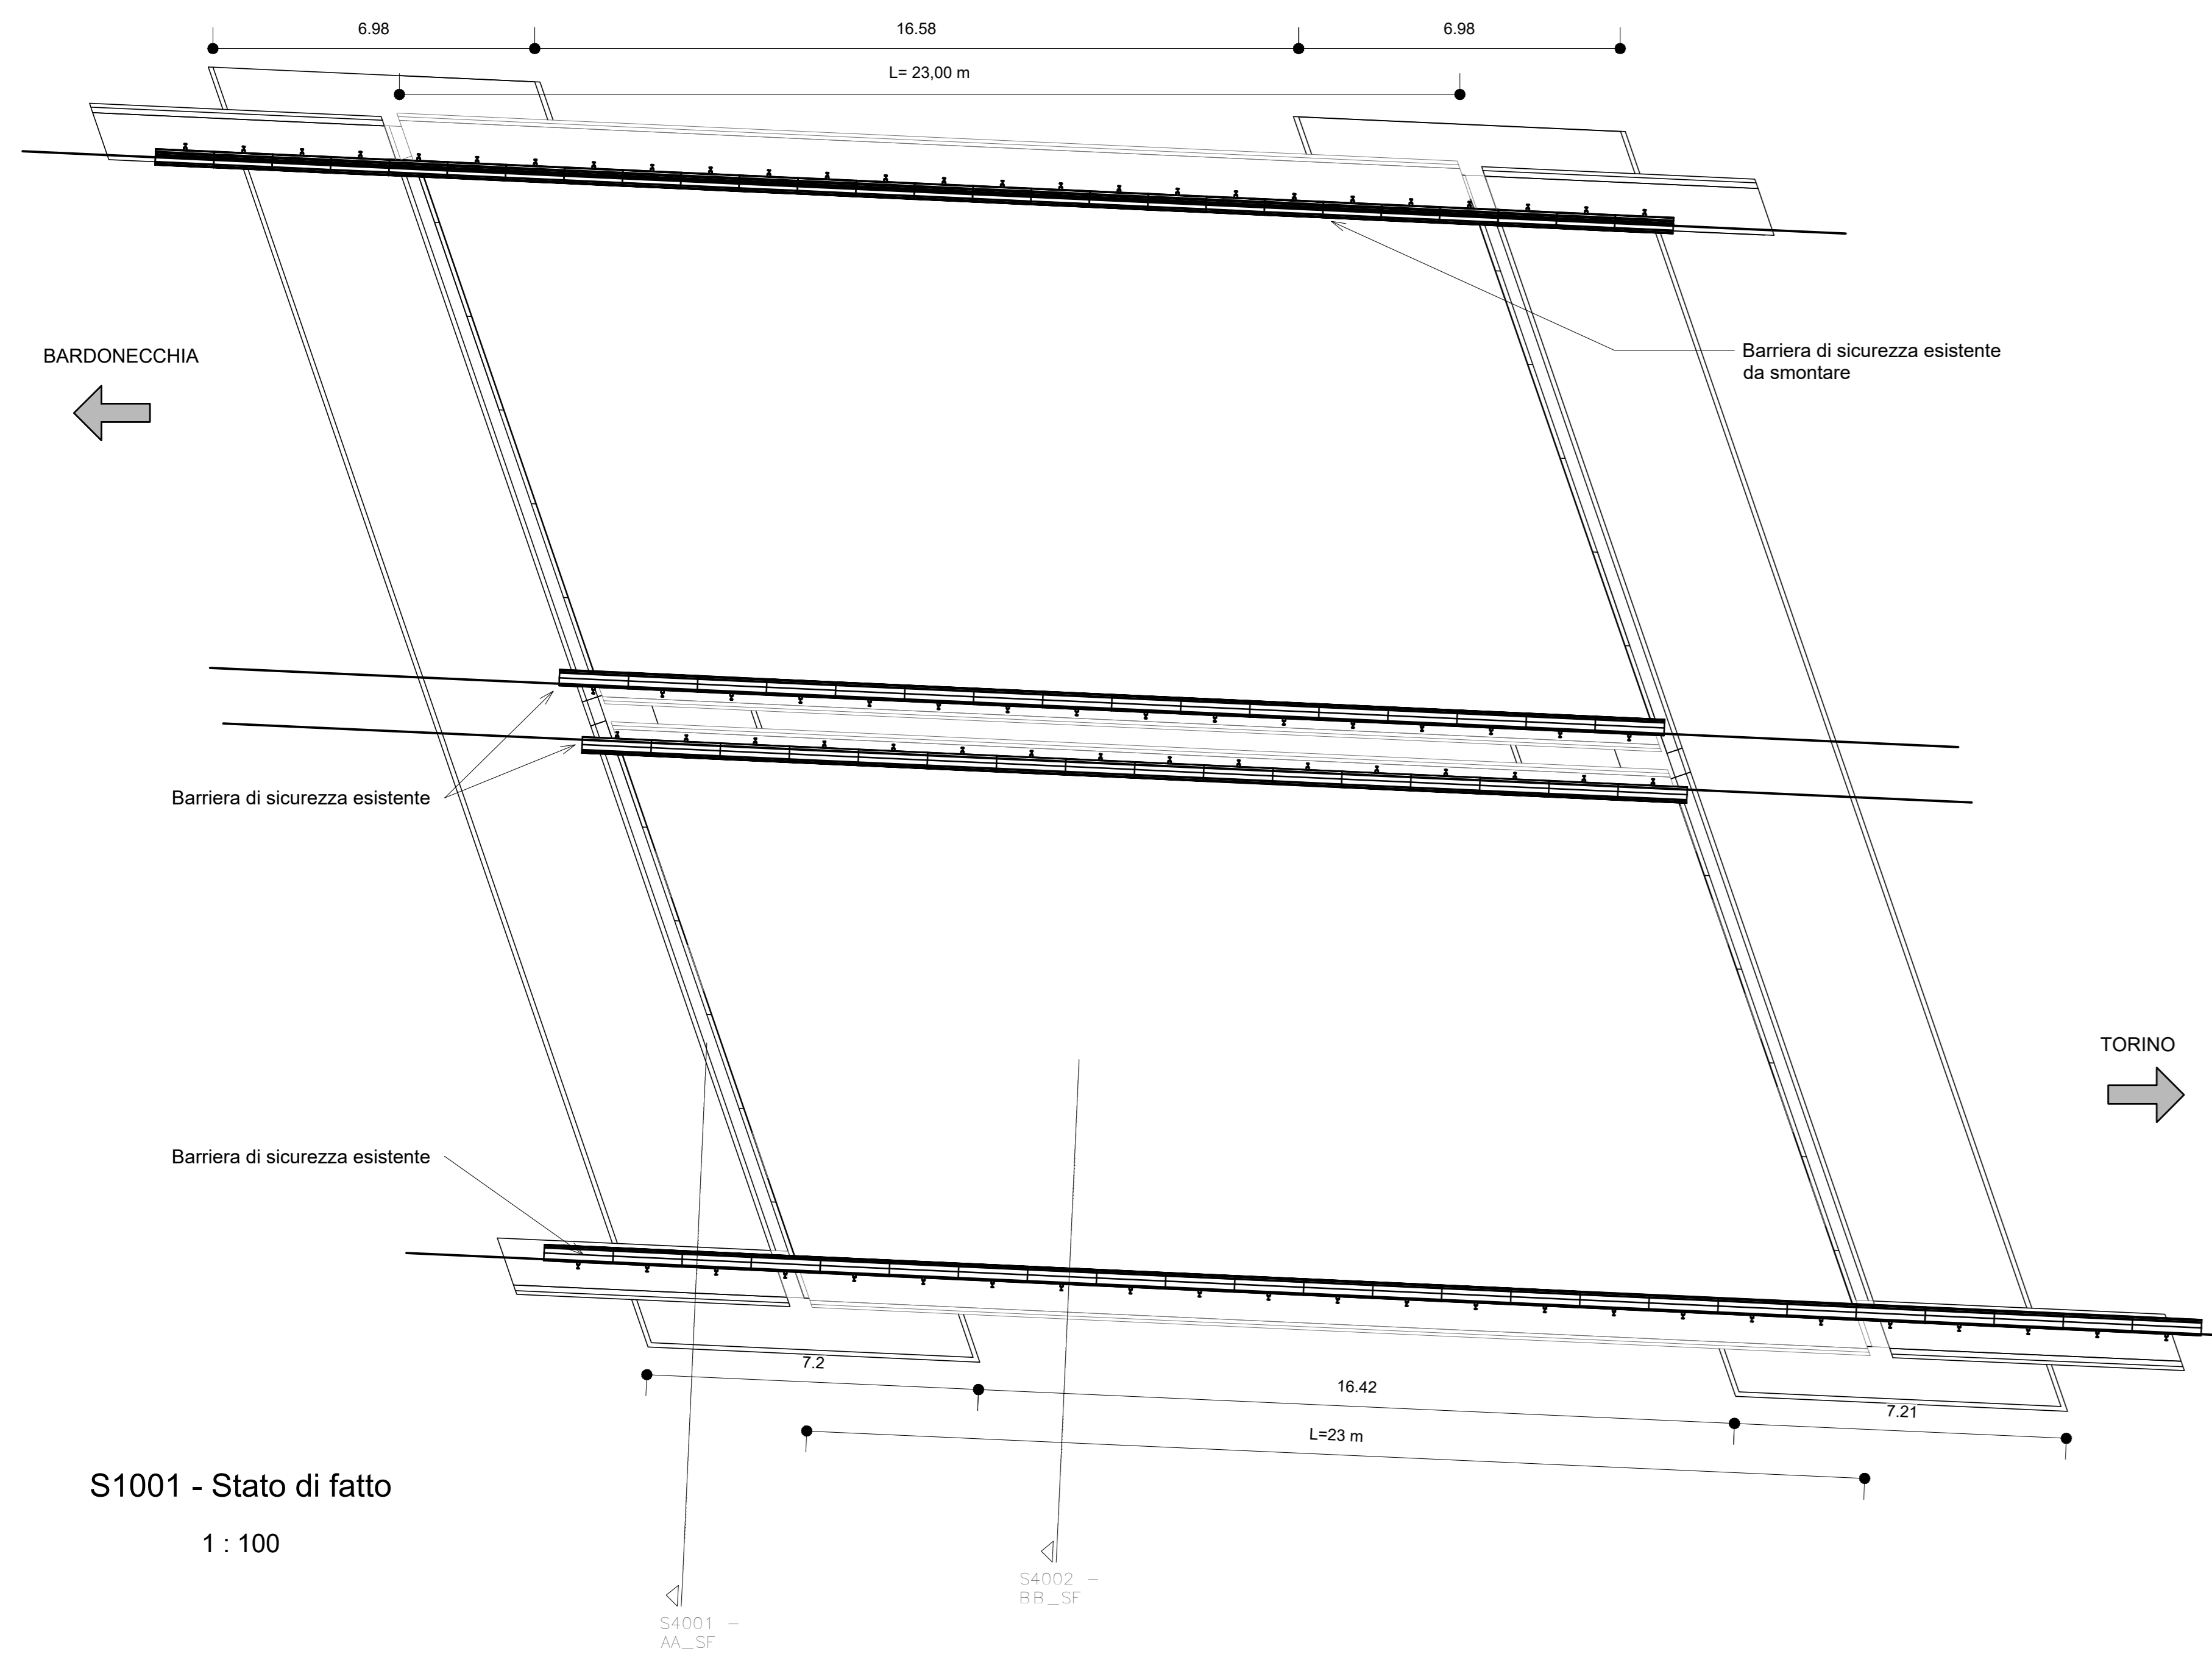 6.98
16.58
6.98
L= 23,00 m
BARDONECCHIA
Barriera di sicurezza esistente
da smontare
Barriera di sicurezza esistente
TORINO
Barriera di sicurezza esistente
7.2
16.42
7.21
L=23 m
S1001 - Stato di fatto
1 : 100
S4002 -
BB_SF
S4001 -
AA_SF